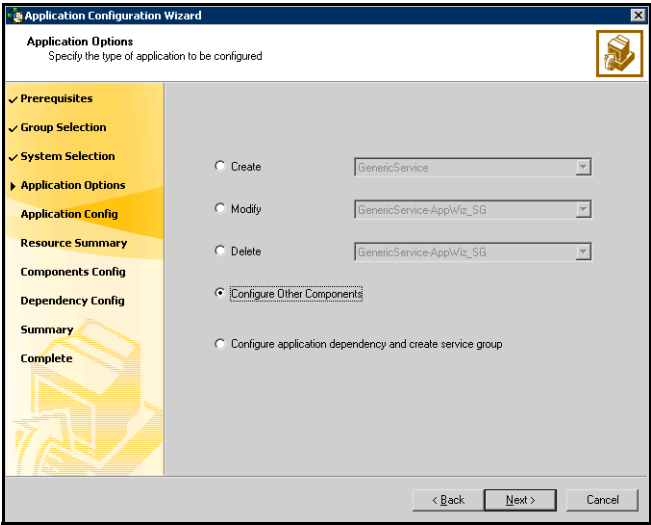 Application Configuration Wizard
Application Options
Specify the type of application to be configured
Prerequisites
Group Selection
System Selection
Application Options
Application Config
Resource Summary
Components Config
Dependency Config
Summary
Complete
Create GenericService
Modify GenericService-AppWiz_SG
Delete GenericService-AppWiz_SG
Configure Other Components
Configure application dependency and create service group
< Back Next > Cancel